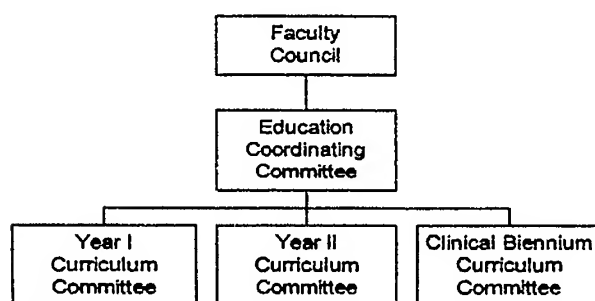 Faculty
Council
Education
Coordinating
Committee
Year I
Curriculum
Committee
Year II
Curriculum
Committee
Clinical Biennium
Curriculum
Committee